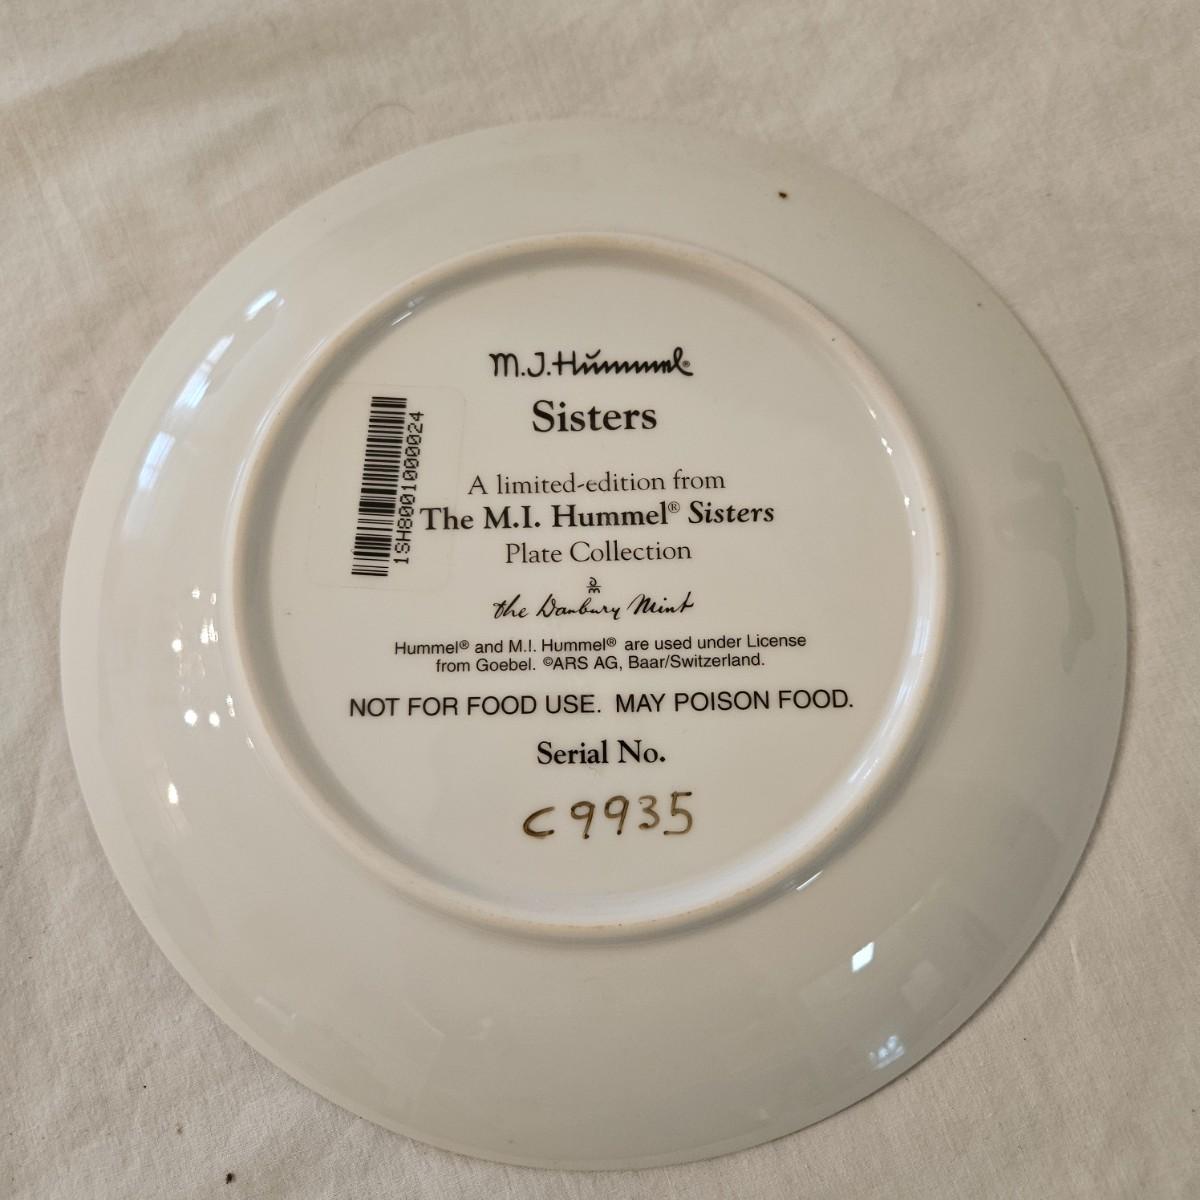 M.J.Hummel®
Sisters
A limited-edition from
The M.I. Hummel® Sisters
Plate Collection
the Danbury Mint
Hummel® and M.I. Hummel® are used under License
from Goebel. ©ARS AG, Baar/Switzerland.
NOT FOR FOOD USE. MAY POISON FOOD.
Serial No.
C9935
1SH8001000024